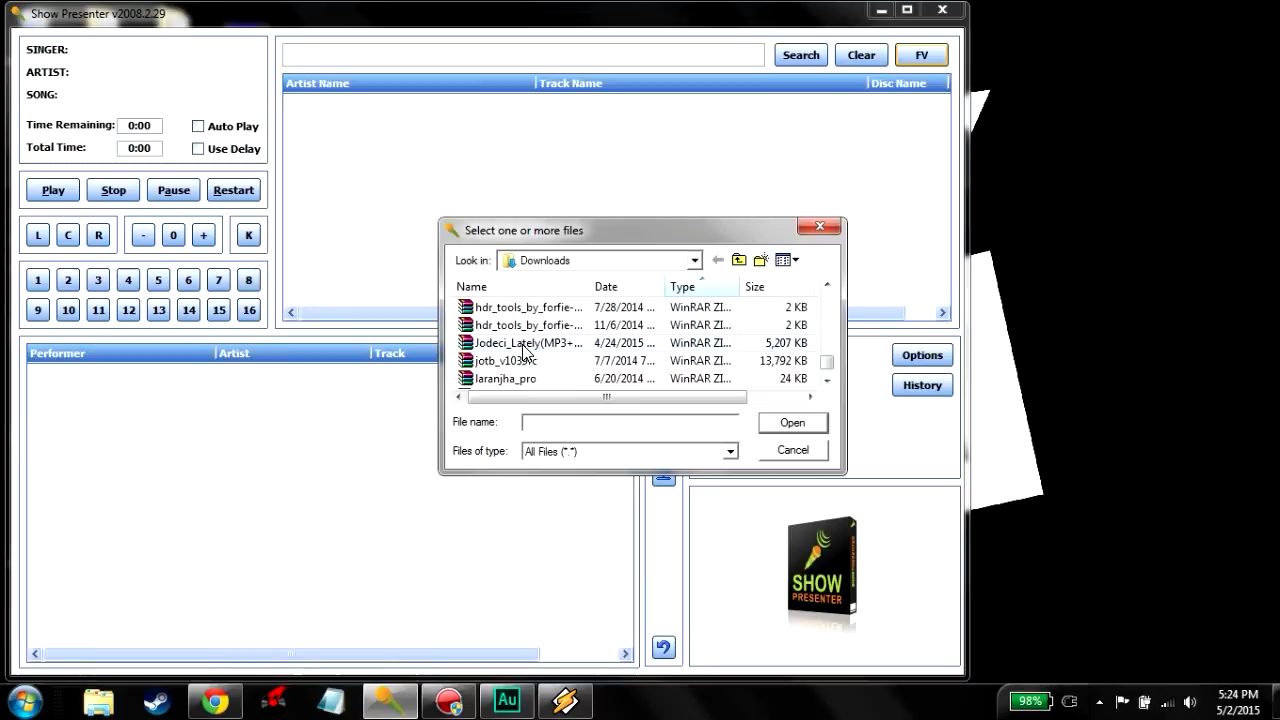 Show Presenter v2008.2.29
SINGER:
ARTIST:
SONG:
Time Remaining: 0:00
Auto Play
Total Time: 0:00
Use Delay
Play Stop Pause Restart
L C R - 0 + K
1 2 3 4 5 6 7 8
9 10 11 12 13 14 15 16
Search Clear FV
Artist Name Track Name Disc Name
Select one or more files
Look in: Downloads
Name Date Type Size
hdr_tools_by_forfie-... 7/28/2014 ... WinRAR ZI... 2 KB
hdr_tools_by_forfie-... 11/6/2014 ... WinRAR ZI... 2 KB
Jodeci_Lately(MP3+... 4/24/2015 ... WinRAR ZI... 5,207 KB
7/7/2014 7... WinRAR ZI... 13,792 KB
laranjha_pro 6/20/2014 ... WinRAR ZI... 24 KB
File name:
Open
Files of type: All Files (*.*)
Cancel
Performer Artist Track
Options
History
SHOW
PRESENTER
Au
98%
5:24 PM
5/2/2015